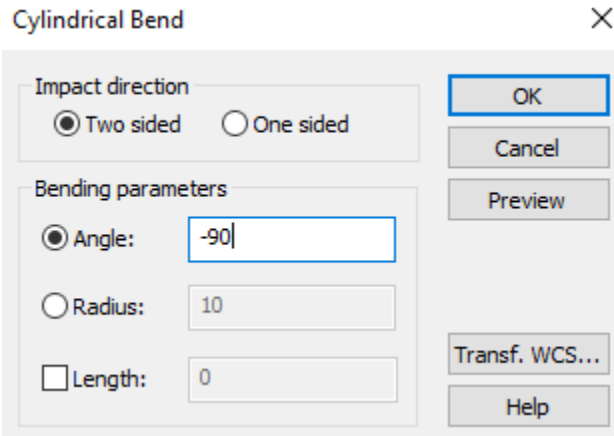 Cylindrical Bend
Impact direction
Two sided One sided
OK
Cancel
Bending parameters
Preview
Angle: -90
Radius: 10
Transf. WCS...
Length: 0
Help